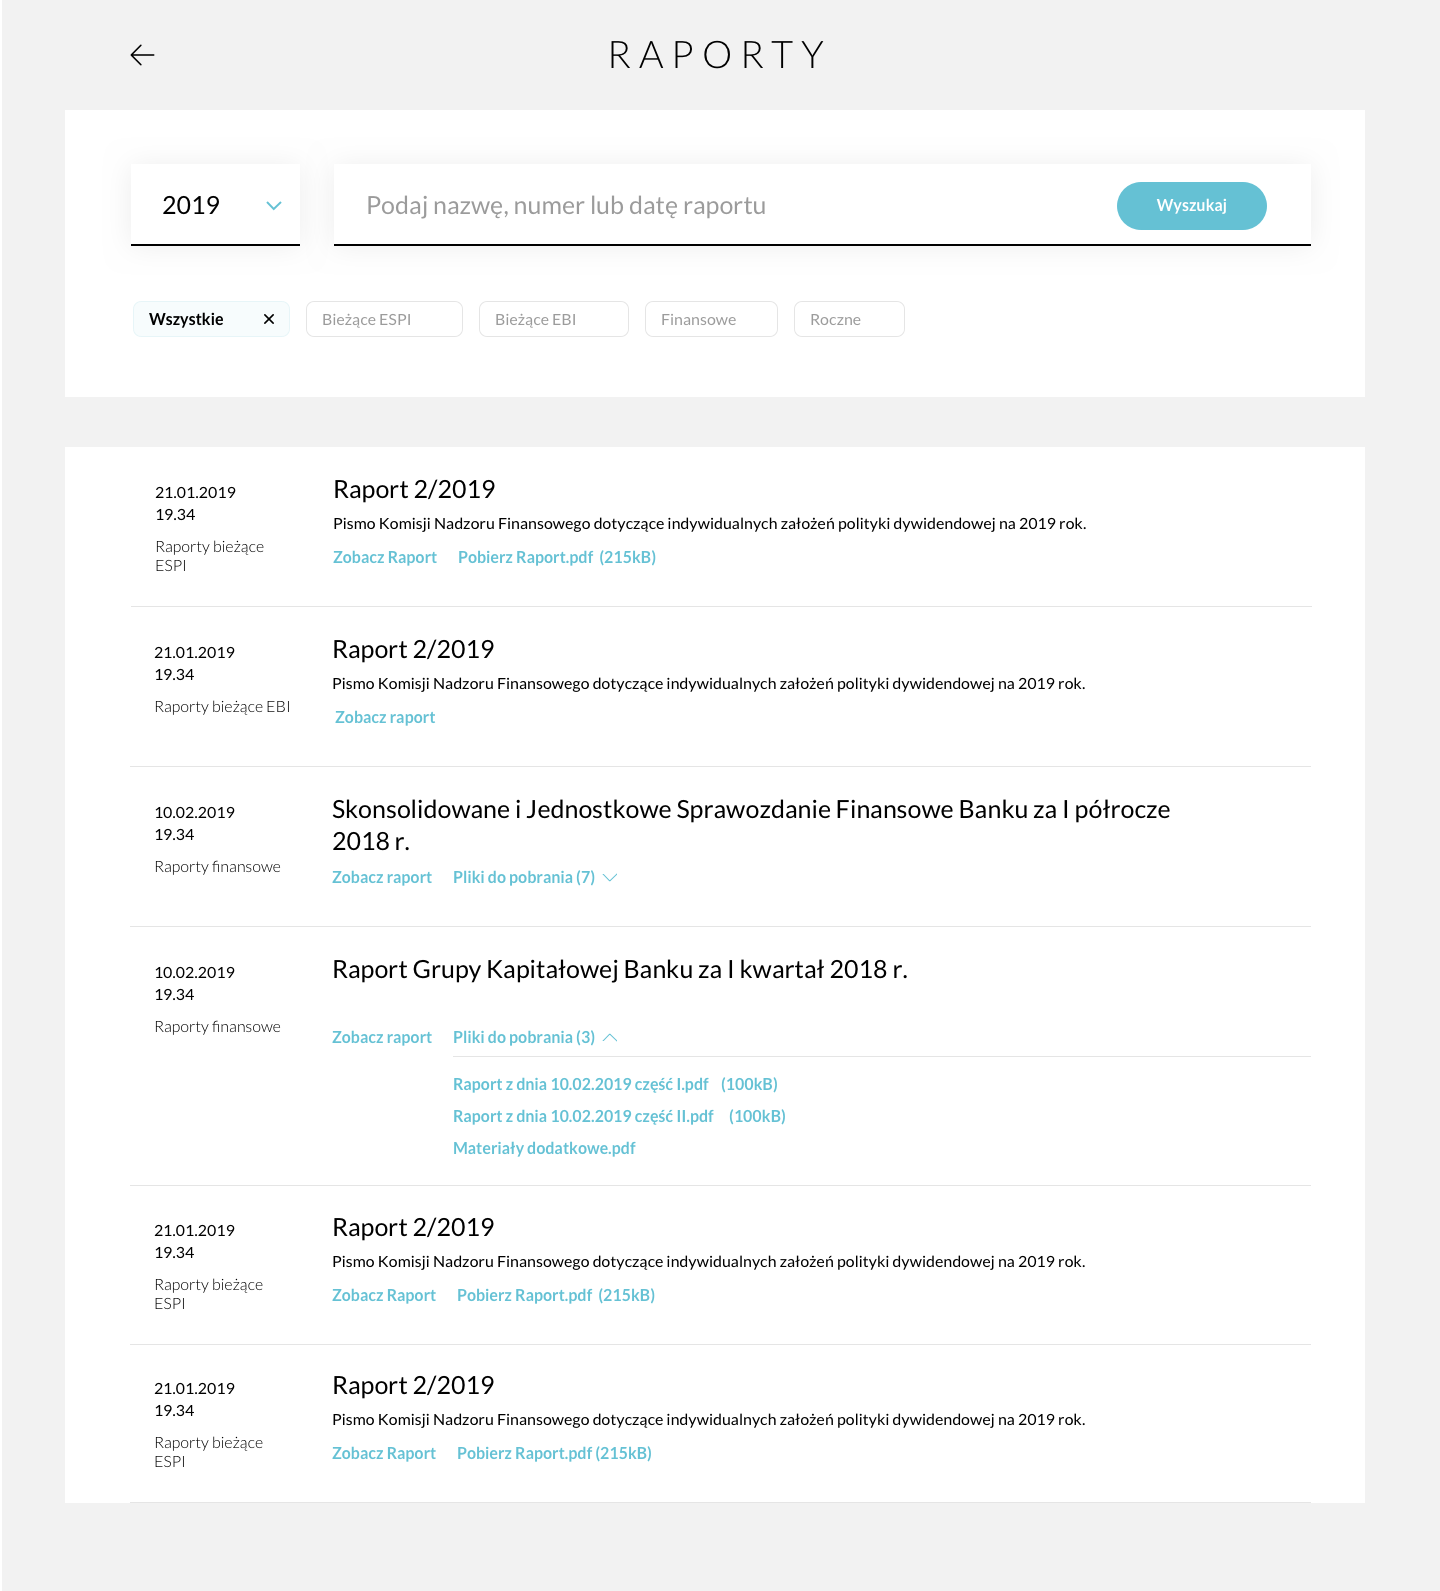 RAPORTY
2019
Podaj nazwę, numer lub datę raportu
Wyszukaj
Wszystkie
Bieżące ESPI
Bieżące EBI
Finansowe
Roczne
21.01.2019
19.34
Raporty bieżące
ESPI
Raport 2/2019
Pismo Komisji Nadzoru Finansowego dotyczące indywidualnych założeń polityki dywidendowej na 2019 rok.
Zobacz Raport Pobierz Raport.pdf (215kB)
21.01.2019
19.34
Raporty bieżące EBI
Raport 2/2019
Pismo Komisji Nadzoru Finansowego dotyczące indywidualnych założeń polityki dywidendowej na 2019 rok.
Zobacz raport
10.02.2019
19.34
Raporty finansowe
Skonsolidowane i Jednostkowe Sprawozdanie Finansowe Banku za I półrocze
2018 r.
Zobacz raport Pliki do pobrania (7)
10.02.2019
19.34
Raporty finansowe
Raport Grupy Kapitałowej Banku za I kwartał 2018 r.
Zobacz raport Pliki do pobrania (3)
Raport z dnia 10.02.2019 część I.pdf (100kB)
Raport z dnia 10.02.2019 część II.pdf (100kB)
Materiały dodatkowe.pdf
21.01.2019
19.34
Raporty bieżące
ESPI
Raport 2/2019
Pismo Komisji Nadzoru Finansowego dotyczące indywidualnych założeń polityki dywidendowej na 2019 rok.
Zobacz Raport Pobierz Raport.pdf (215kB)
21.01.2019
19.34
Raporty bieżące
ESPI
Raport 2/2019
Pismo Komisji Nadzoru Finansowego dotyczące indywidualnych założeń polityki dywidendowej na 2019 rok.
Zobacz Raport Pobierz Raport.pdf (215kB)